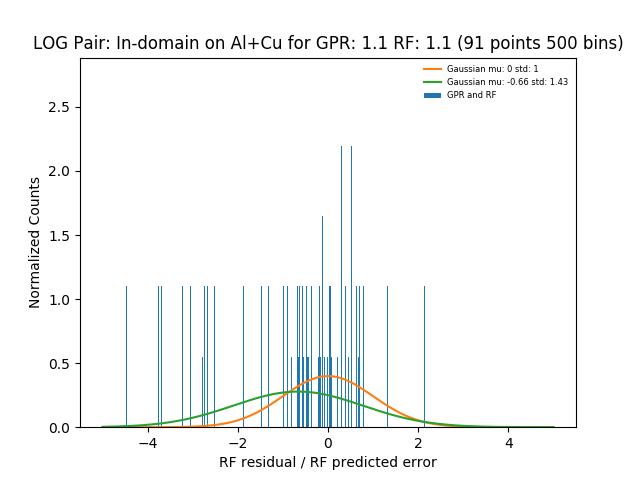 LOG Pair: In-domain on Al+Cu for GPR: 1.1 RF: 1.1 (91 points 500 bins)
Gaussian mu: 0 std: 1
Gaussian mu: -0.66 std: 1.43
GPR and RF
Normalized Counts
2.5
2.0
1.5
1.0
0.5
0.0
−4 −2 0 2 4
RF residual / RF predicted error